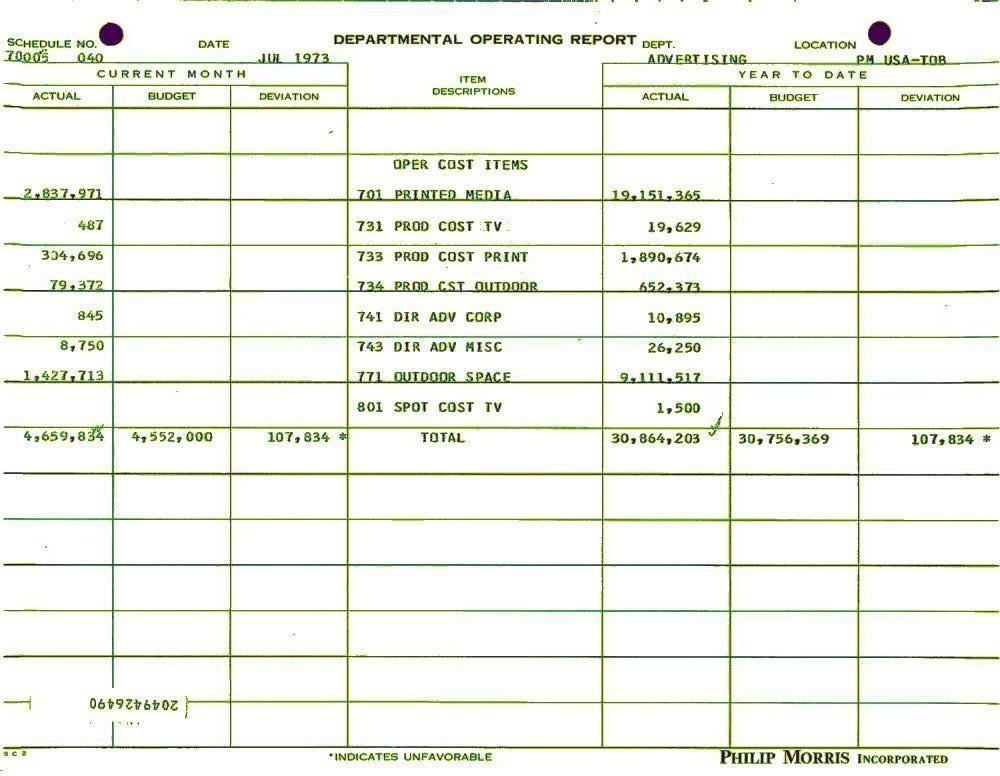 DEPARTMENTAL OPERATING REPORT
SCHEDULE NO. DATE DEPT. LOCATION
70005 040 JUL 1973 ADVERTISING PM USA-TOB
CURRENT MONTH ITEM DESCRIPTIONS YEAR TO DATE
ACTUAL BUDGET DEVIATION ACTUAL BUDGET DEVIATION
OPER COST ITEMS
2,837,971 701 PRINTED MEDIA 19,151,365
487 731 PROD COST TV 19,629
304,696 733 PROD COST PRINT 1,890,674
79,372 734 PROD CST OUTDOOR 652,373
845 741 DIR ADV CORP 10,895
8,750 743 DIR ADV MISC 26,250
1,427,713 771 OUTDOOR SPACE 9,111,517
801 SPOT COST TV 1,500
4,659,834 4,552,000 107,834 * TOTAL 30,864,203 30,756,369 107,834 *
2049426490
SC2 *INDICATES UNFAVORABLE PHILIP MORRIS INCORPORATED